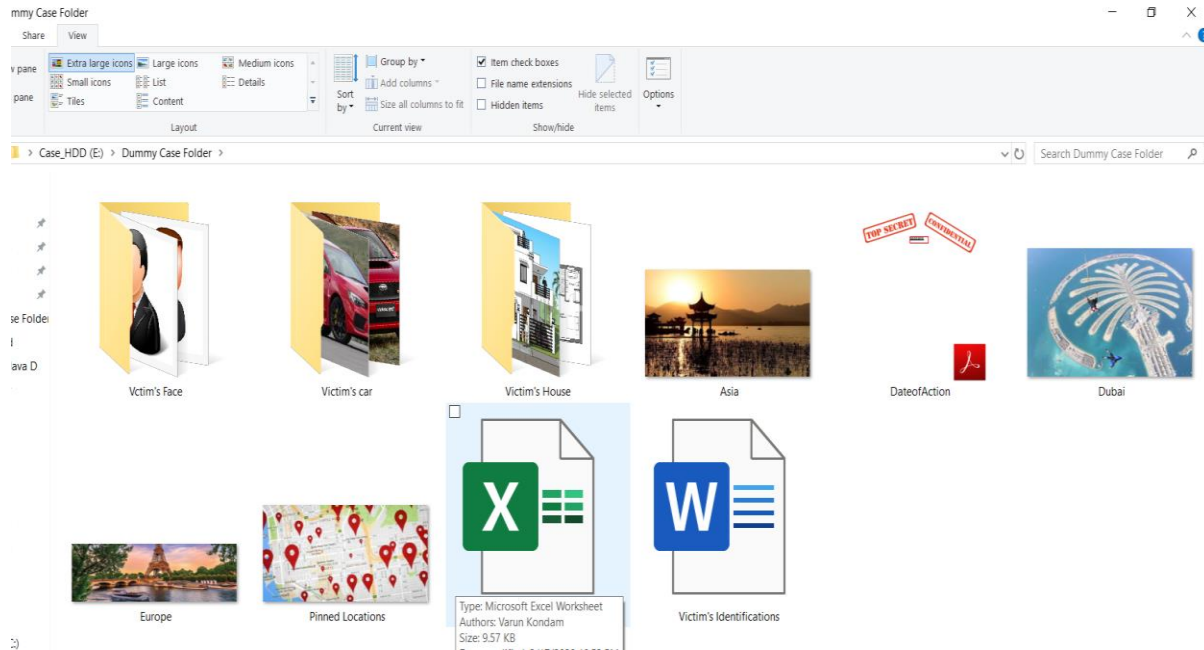 mmy Case Folder
Share View
v pane
pane
Extra large icons Large icons Medium icons
Small icons List Details
Tiles Content
Layout
Sort by
Group by
Add columns
Size all columns to fit
Current view
Item check boxes
File name extensions
Hidden items
Hide selected items
Show/hide
Options
> Case_HDD (E:) > Dummy Case Folder >
Search Dummy Case Folder
se Folder
ava D
TOP SECRET
CONFIDENTIAL
Vctim's Face Victim's car Victim's House Asia DateofAction Dubai
X
W
Europe Pinned Locations Victim's Identifications
Type: Microsoft Excel Worksheet
Authors: Varun Kondam
Size: 9.57 KB